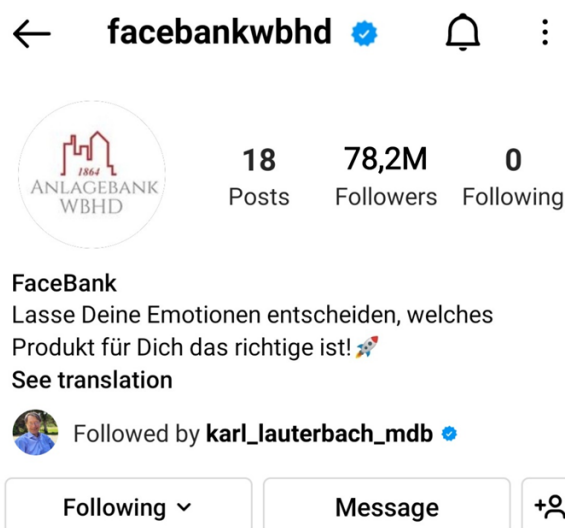 facebankwbhd
1864
ANLAGEBANK
WBHD
18
Posts
78,2M
Followers
0
Following
FaceBank
Lasse Deine Emotionen entscheiden, welches
Produkt für Dich das richtige ist!🚀
See translation
Followed by karl_lauterbach_mdb
Following
Message